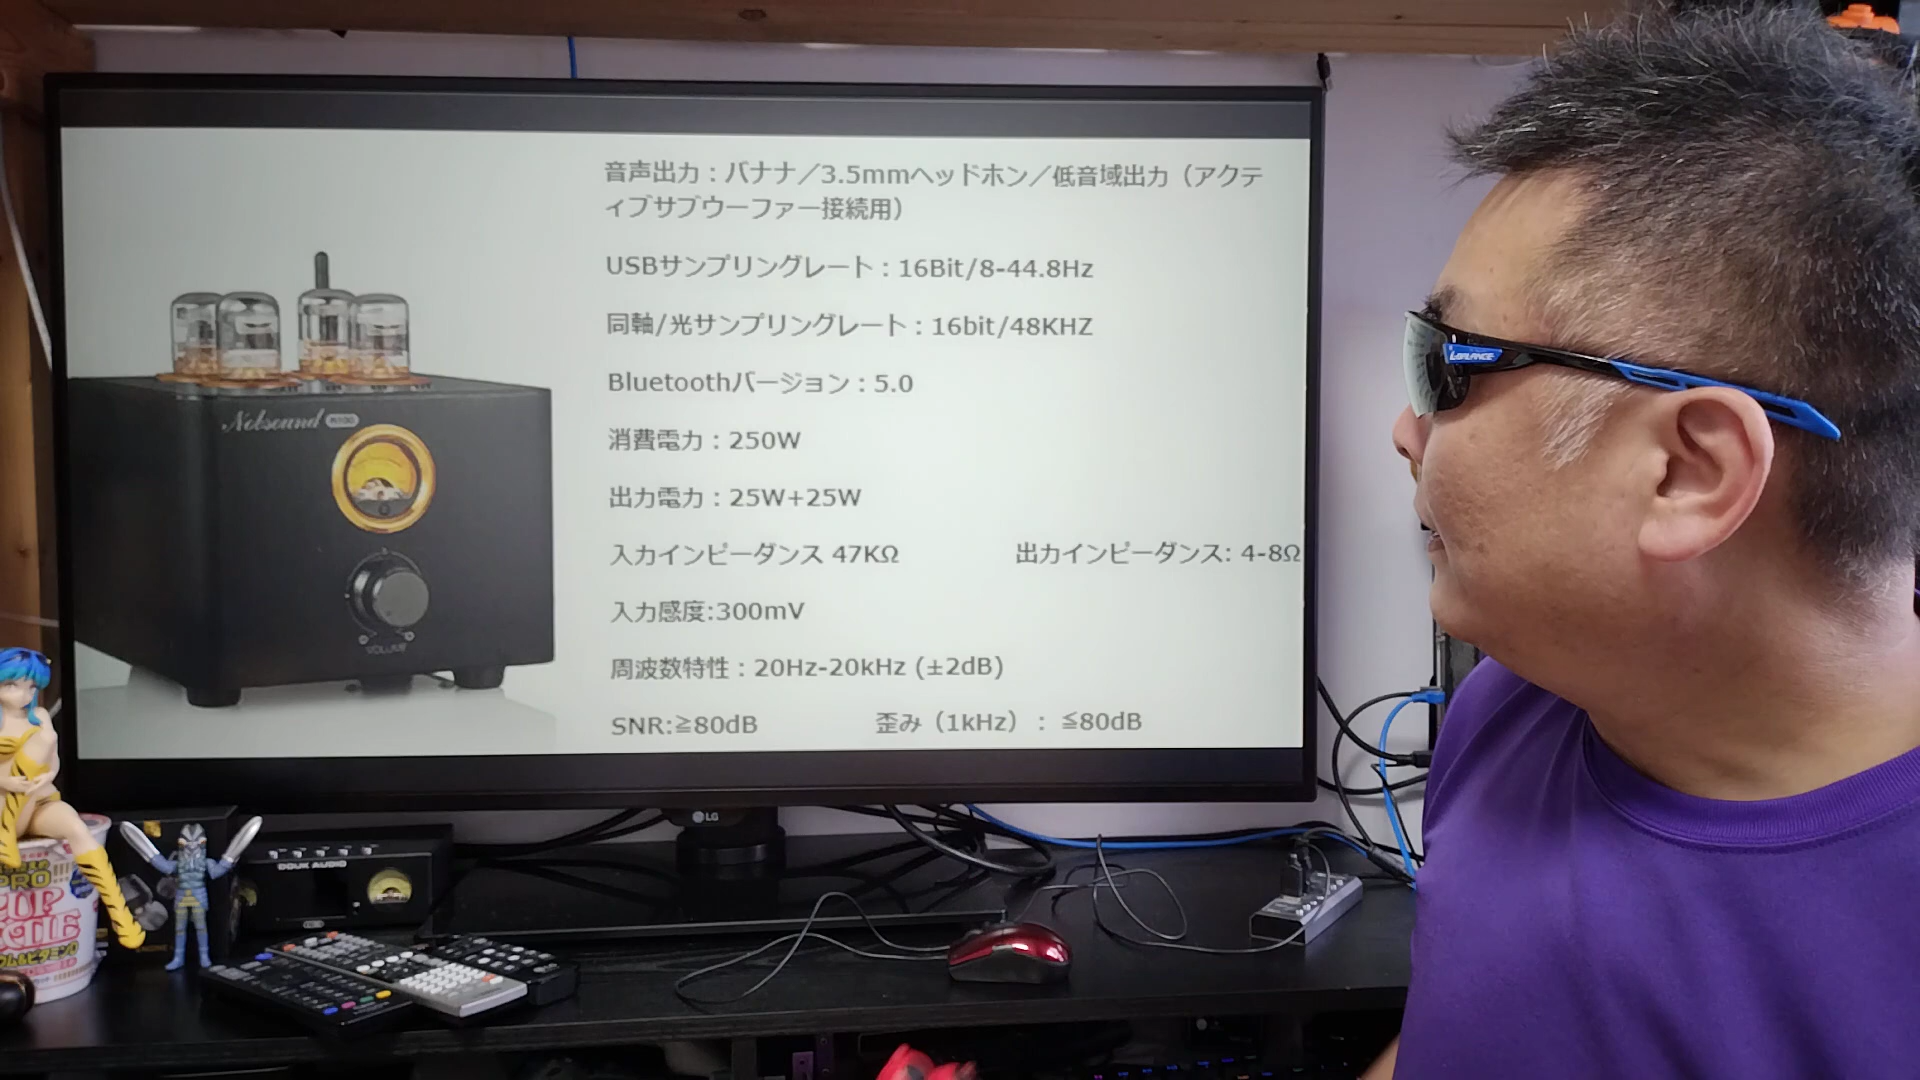 音声出力：バナナ／3.5mmヘッドホン／低音域出力（アクテ
ィブサブウーファー接続用）
USBサンプリングレート：16Bit/8-44.8Hz
同軸/光サンプリングレート：16bit/48KHZ
Bluetoothバージョン：5.0
消費電力：250W
出力電力：25W+25W
入力インピーダンス 47KΩ 出力インピーダンス: 4-8Ω
入力感度:300mV
周波数特性：20Hz-20kHz (±2dB)
SNR:≧80dB 歪み（1kHz）： ≦80dB
Nobsound
VOLUME
LG
DOUK AUDIO
PRO